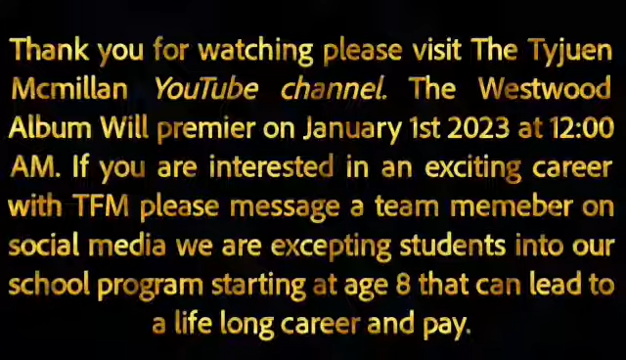 Thank you for watching please visit The Tyjuen
Mcmillan YouTube channel. The Westwood
Album Will premier on January 1st 2023 at 12:00
AM. If you are interested in an exciting career
with TFM please message a team memeber on
social media we are excepting students into our
school program starting at age 8 that can lead to
a life long career and pay.